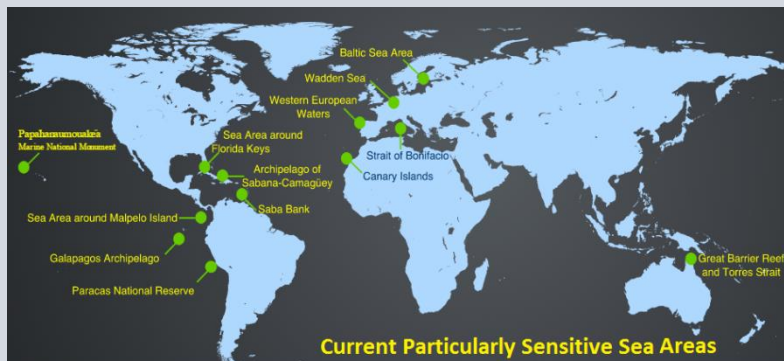 Baltic Sea Area
Wadden Sea
Western European
Waters
Papahanumouakẽa
Marine National Monument
Sea Area around
Florida Keys
Strait of Bonifacio
Archipelago of
Sabana-Camagüey
Canary Islands
Saba Bank
Sea Area around Malpelo Island
Galapagos Archipelago
Great Barrier Reef
and Torres Strait
Paracas National Reserve
Current Particularly Sensitive Sea Areas